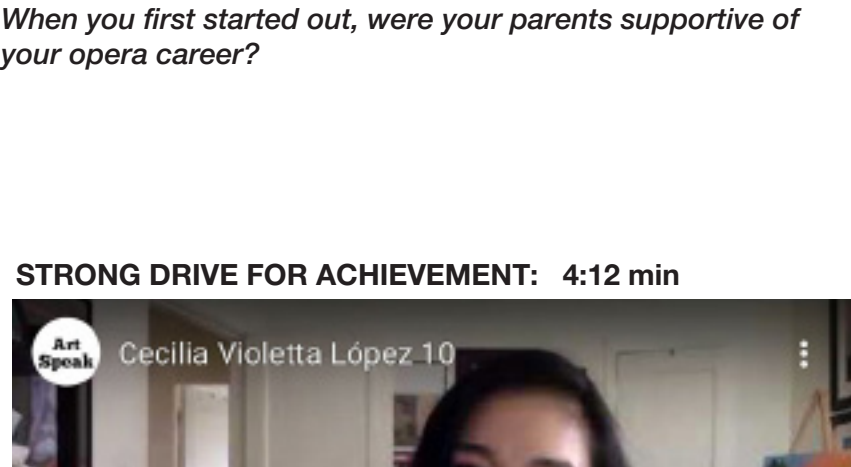 When you first started out, were your parents supportive of
your opera career?
STRONG DRIVE FOR ACHIEVEMENT: 4:12 min
Art
Speak
Cecilia Violetta López 10